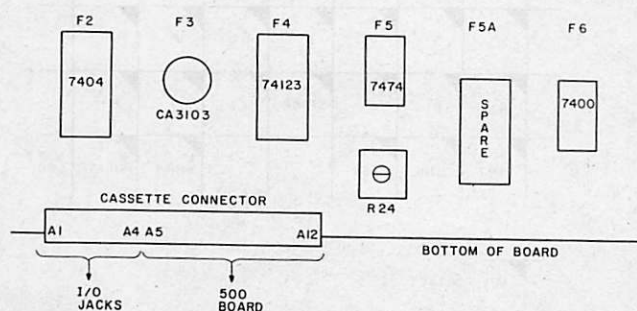 F2 F3 F4 F5 F5A F6
7404 74123 7474 SPARE 7400
CA3103
R24
CASSETTE CONNECTOR
A1 A4 A5 A12
BOTTOM OF BOARD
I/O JACKS
500 BOARD